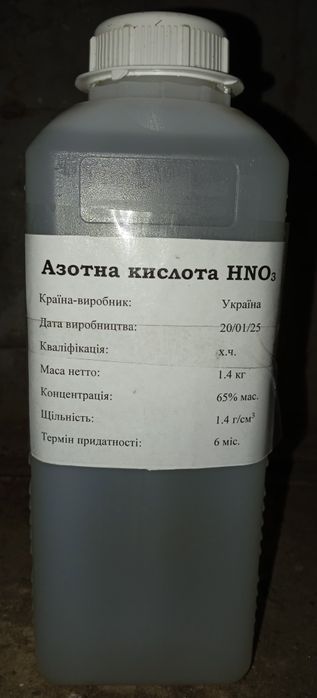 Азотна кислота HNO₃
Країна-виробник: Україна
Дата виробництва: 20/01/25
Кваліфікація: х.ч.
Маса нетто: 1.4 кг
Концентрація: 65% мас.
Щільність: 1.4 г/см³
Термін придатності: 6 міс.